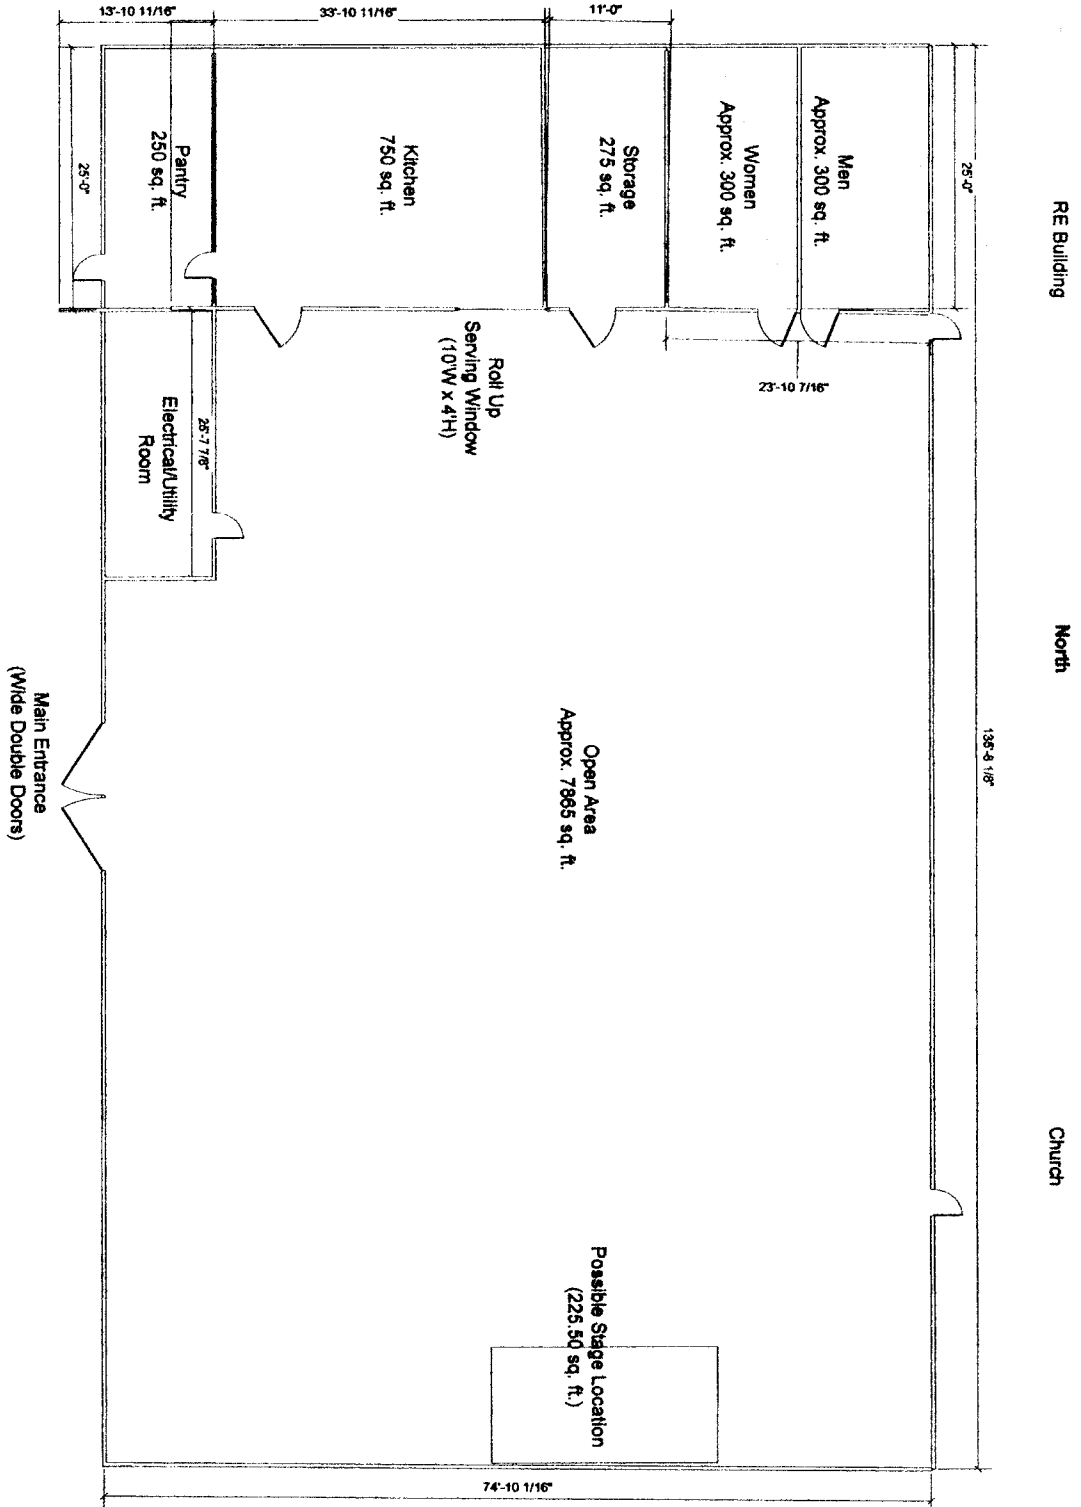 RE Building
North
Church
25'-0"
135'-8 1/8"
Men
Approx. 300 sq. ft.
Women
Approx. 300 sq. ft.
23'-10 7/16"
11'-0"
Storage
275 sq. ft.
Roll Up
Serving Window
(10'W x 4'H)
33'-10 11/16"
Kitchen
750 sq. ft.
Open Area
Approx. 7865 sq. ft.
Possible Stage Location
(225.50 sq. ft.)
74'-10 1/16"
13'-10 11/16"
Pantry
250 sq. ft.
25'-0"
25'-7 7/8"
Electrical/Utility
Room
Main Entrance
(Wide Double Doors)